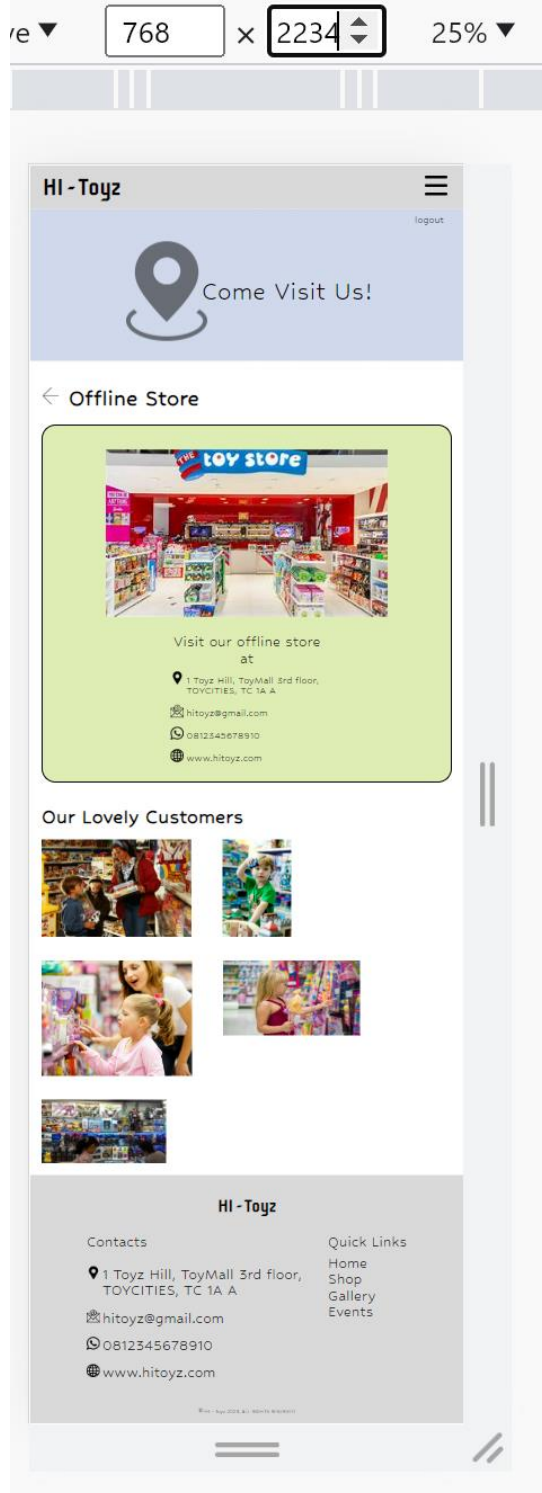 768 × 2234 25% ▼
HI - Toyz
logout
Come Visit Us!
Offline Store
THE toy store
Visit our offline store
at
1 Toyz Hill, ToyMall 3rd floor,
TOYCITIES, TC 1A A
hitoyz@gmail.com
0812345678910
www.hitoyz.com
Our Lovely Customers
HI - Toyz
Contacts
Quick Links
1 Toyz Hill, ToyMall 3rd floor,
TOYCITIES, TC 1A A
hitoyz@gmail.com
0812345678910
www.hitoyz.com
Home
Shop
Gallery
Events